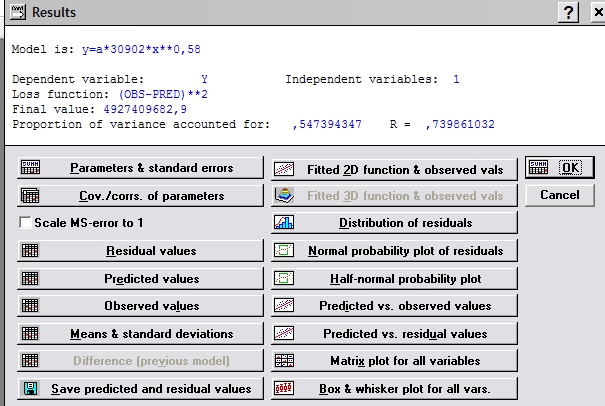 Results
?
×
Model is: y=a*30902*x**0,58
Dependent variable: Y Independent variables: 1
Loss function: (OBS-PRED)**2
Final value: 4927409682,9
Proportion of variance accounted for: ,547394347 R = ,739861032
Parameters & standard errors
Fitted 2D function & observed vals
OK
Cov./corrs. of parameters
Fitted 3D function & observed vals
Cancel
Scale MS-error to 1
Distribution of residuals
Residual values
Normal probability plot of residuals
Predicted values
Half-normal probability plot
Observed values
Predicted vs. observed values
Means & standard deviations
Predicted vs. residual values
Difference (previous model)
Matrix plot for all variables
Save predicted and residual values
Box & whisker plot for all vars.